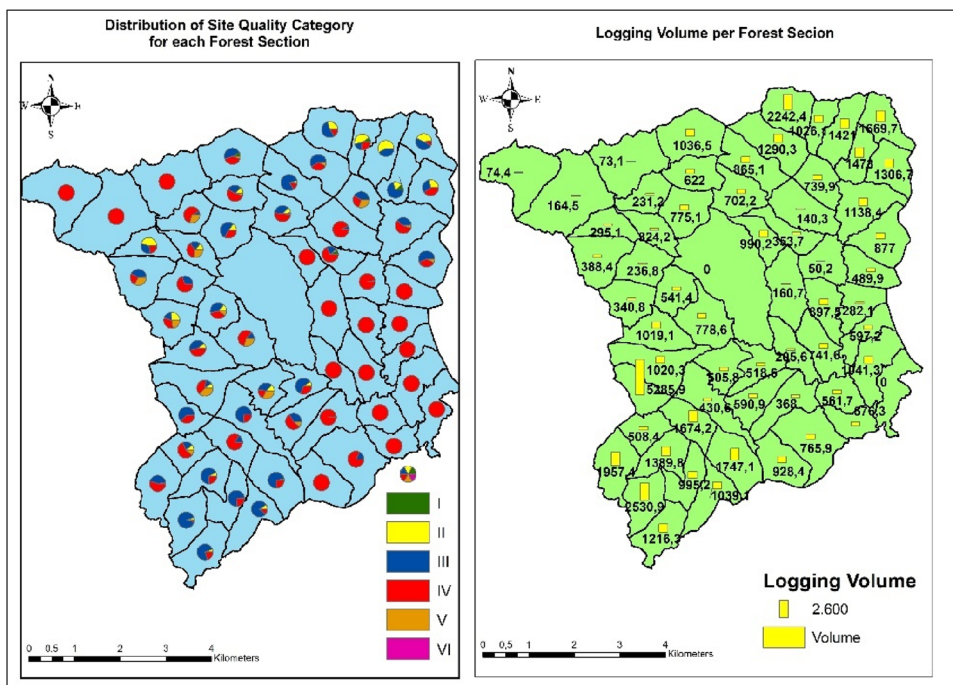 Distribution of Site Quality Category
for each Forest Section
N
W E
S
I
II
III
IV
V
VI
0 0,5 1 2 3 4
Kilometers
Logging Volume per Forest Secion
N
W E
S
2242,4
1026,1
1421
1669,7
1036,5
1290,3
1473
73,1
865,1
1306,7
74,4
622
739,9
164,5
231,2
702,2
1138,4
775,1
140,3
295,1
824,2
990,2
353,7
877
388,4
236,8
0
50,2
489,9
541,4
160,7
340,8
897,5
282,1
1019,1
778,6
597,2
285,6
741,6
1020,3
518,5
1041,3
505,8
0
5285,9
590,9
561,7
430,6
368
676,3
1674,2
508,4
765,9
1389,8
1747,1
1957,4
928,4
995,2
1039,1
2530,9
1216,3
Logging Volume
2.600
Volume
0 0,5 1 2 3 4
Kilometers